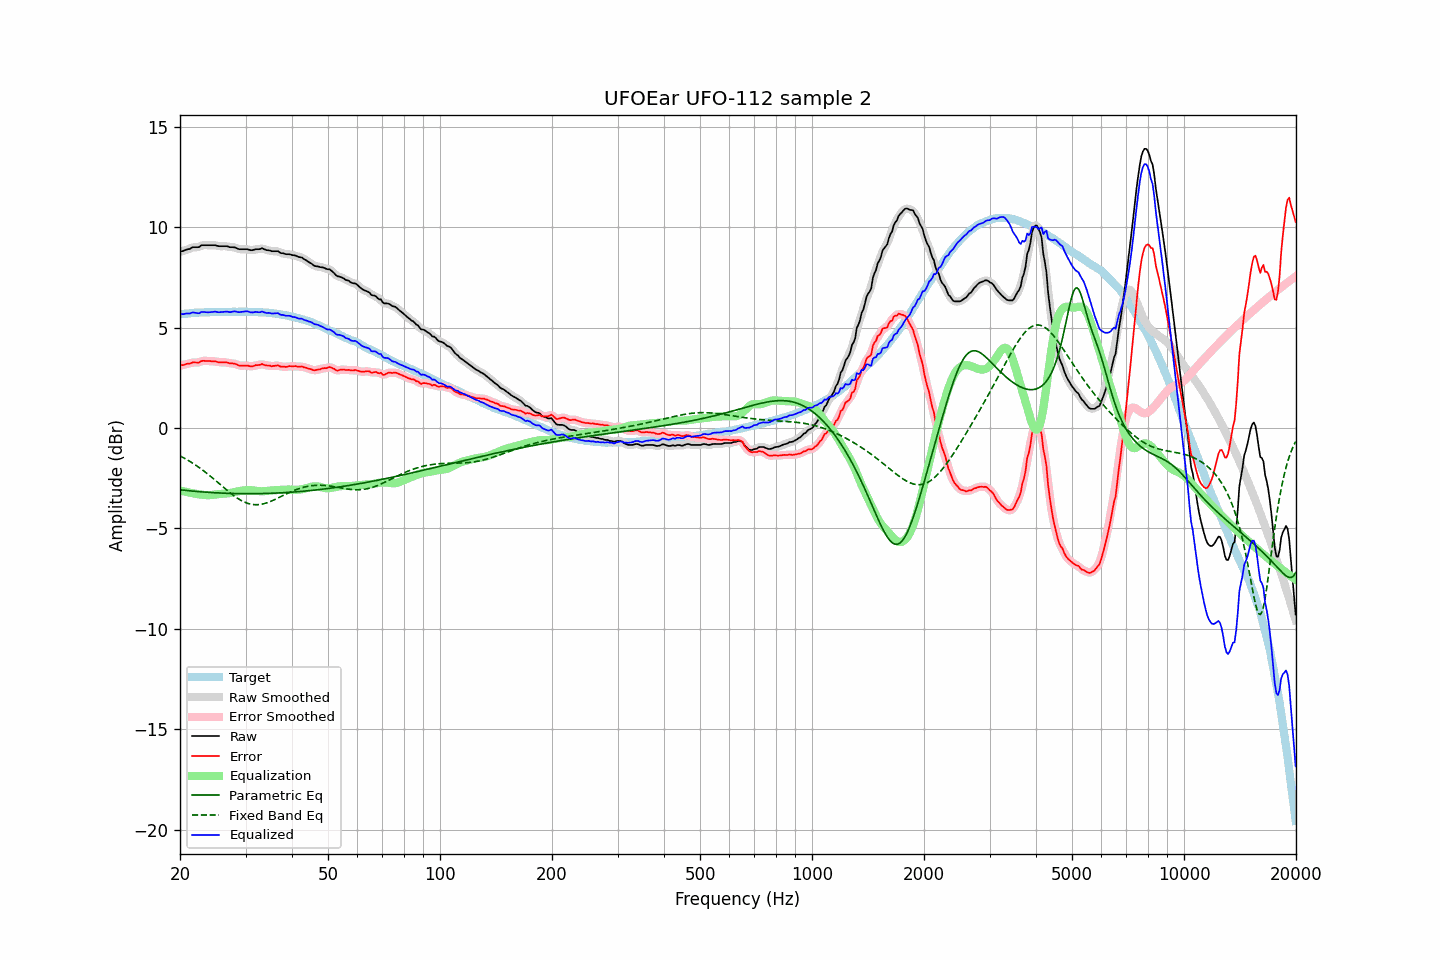 UFOEar UFO-112 sample 2
15
10
5
0
−5
−10
−15
−20
Amplitude (dBr)
Target
Raw Smoothed
Error Smoothed
Raw
Error
Equalization
Parametric Eq
Fixed Band Eq
Equalized
20 50 100 200 500 1000 2000 5000 10000 20000
Frequency (Hz)